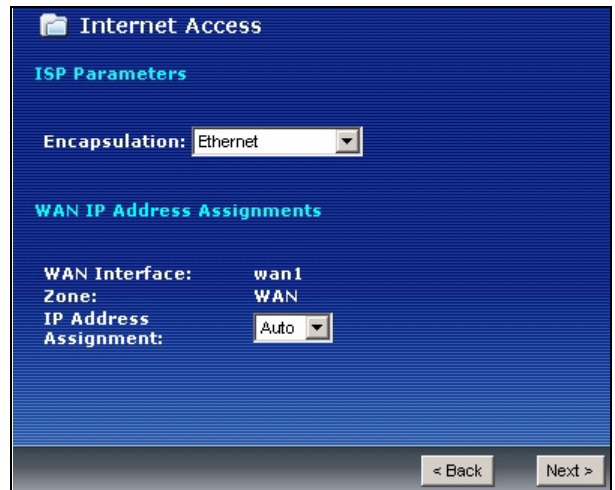 Internet Access
ISP Parameters
Encapsulation: Ethernet
WAN IP Address Assignments
WAN Interface: wan1
Zone: WAN
IP Address
Assignment: Auto
< Back Next >